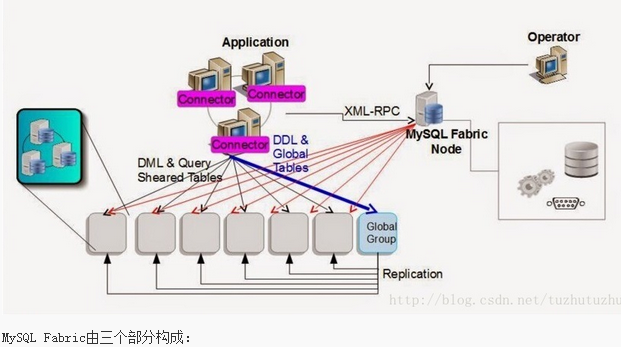 Application
Operator
Connector
Connector
Connector
XML-RPC
MySQL Fabric
Node
DML & Query
Sheared Tables
DDL &
Global
Tables
Global
Group
Replication
http://blog.csdn.net/tuzhutuzhu
MySQL Fabric由三个部分构成: